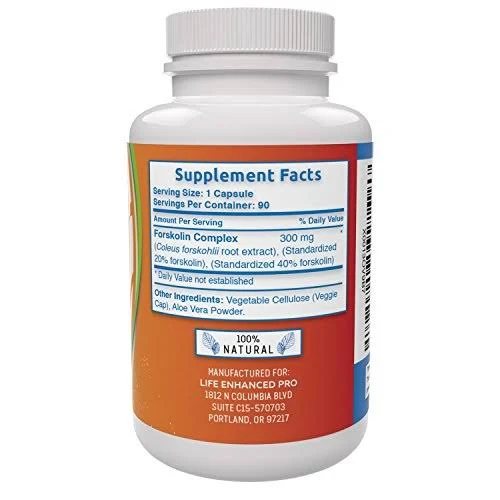 Supplement Facts
Serving Size: 1 Capsule
Servings Per Container: 90
Amount Per Serving % Daily Value
Forskolin Complex 300 mg *
(Coleus forskohlii root extract), (Standardized
20% forskolin), (Standardized 40% forskolin)
* Daily Value not established
Other Ingredients: Vegetable Cellulose (Veggie
Cap), Aloe Vera Powder.
100%
NATURAL
MANUFACTURED FOR:
LIFE ENHANCED PRO
1812 N COLUMBIA BLVD
SUITE C15-570703
PORTLAND, OR 97217